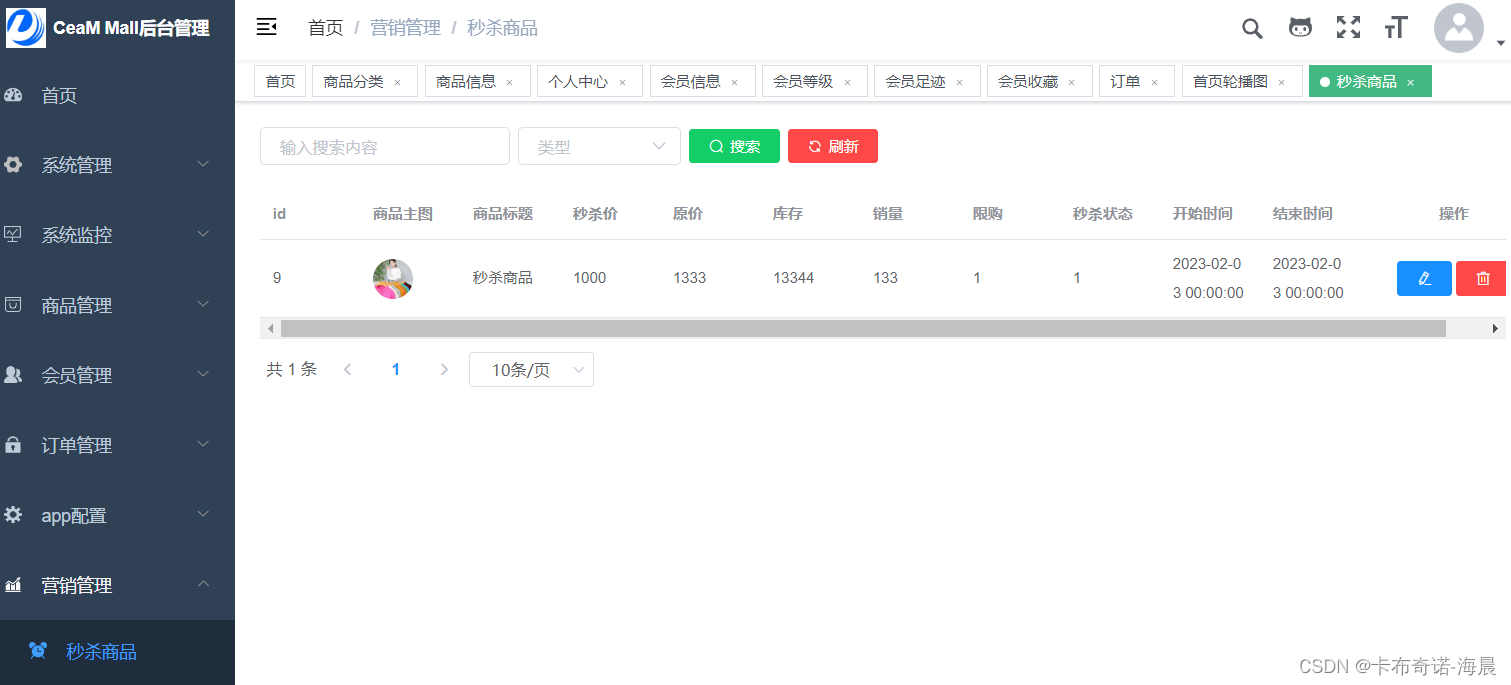 CeaM Mall后台管理
首页 / 营销管理 / 秒杀商品
首页
系统管理
系统监控
商品管理
会员管理
订单管理
app配置
营销管理
秒杀商品
首页 商品分类 × 商品信息 × 个人中心 × 会员信息 × 会员等级 × 会员足迹 × 会员收藏 × 订单 × 首页轮播图 × 秒杀商品 ×
输入搜索内容 类型 搜索 刷新
id 商品主图 商品标题 秒杀价 原价 库存 销量 限购 秒杀状态 开始时间 结束时间 操作
9 秒杀商品 1000 1333 13344 133 1 1 2023-02-0 2023-02-0
3 00:00:00 3 00:00:00
共 1 条 1 10条/页
CSDN @卡布奇诺-海晨